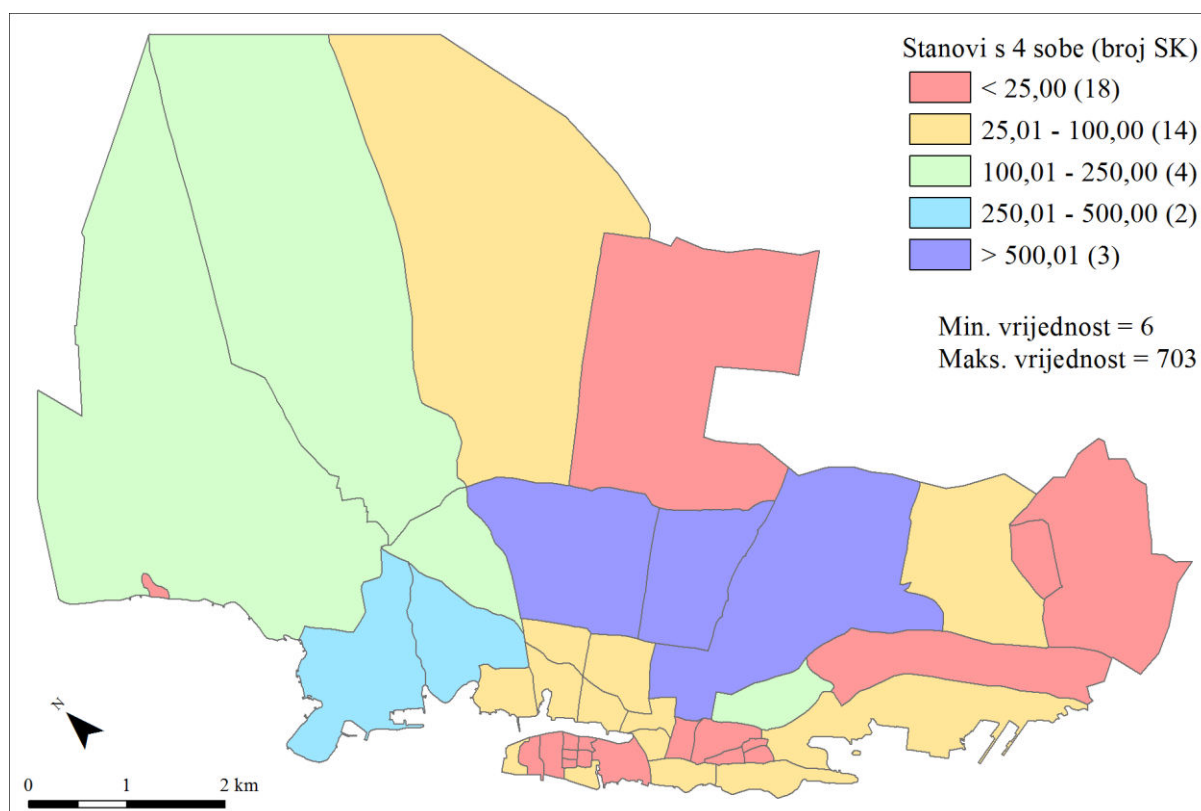 Stanovi s 4 sobe (broj SK)
< 25,00 (18)
25,01 - 100,00 (14)
100,01 - 250,00 (4)
250,01 - 500,00 (2)
> 500,01 (3)
Min. vrijednost = 6
Maks. vrijednost = 703
N
0 1 2 km